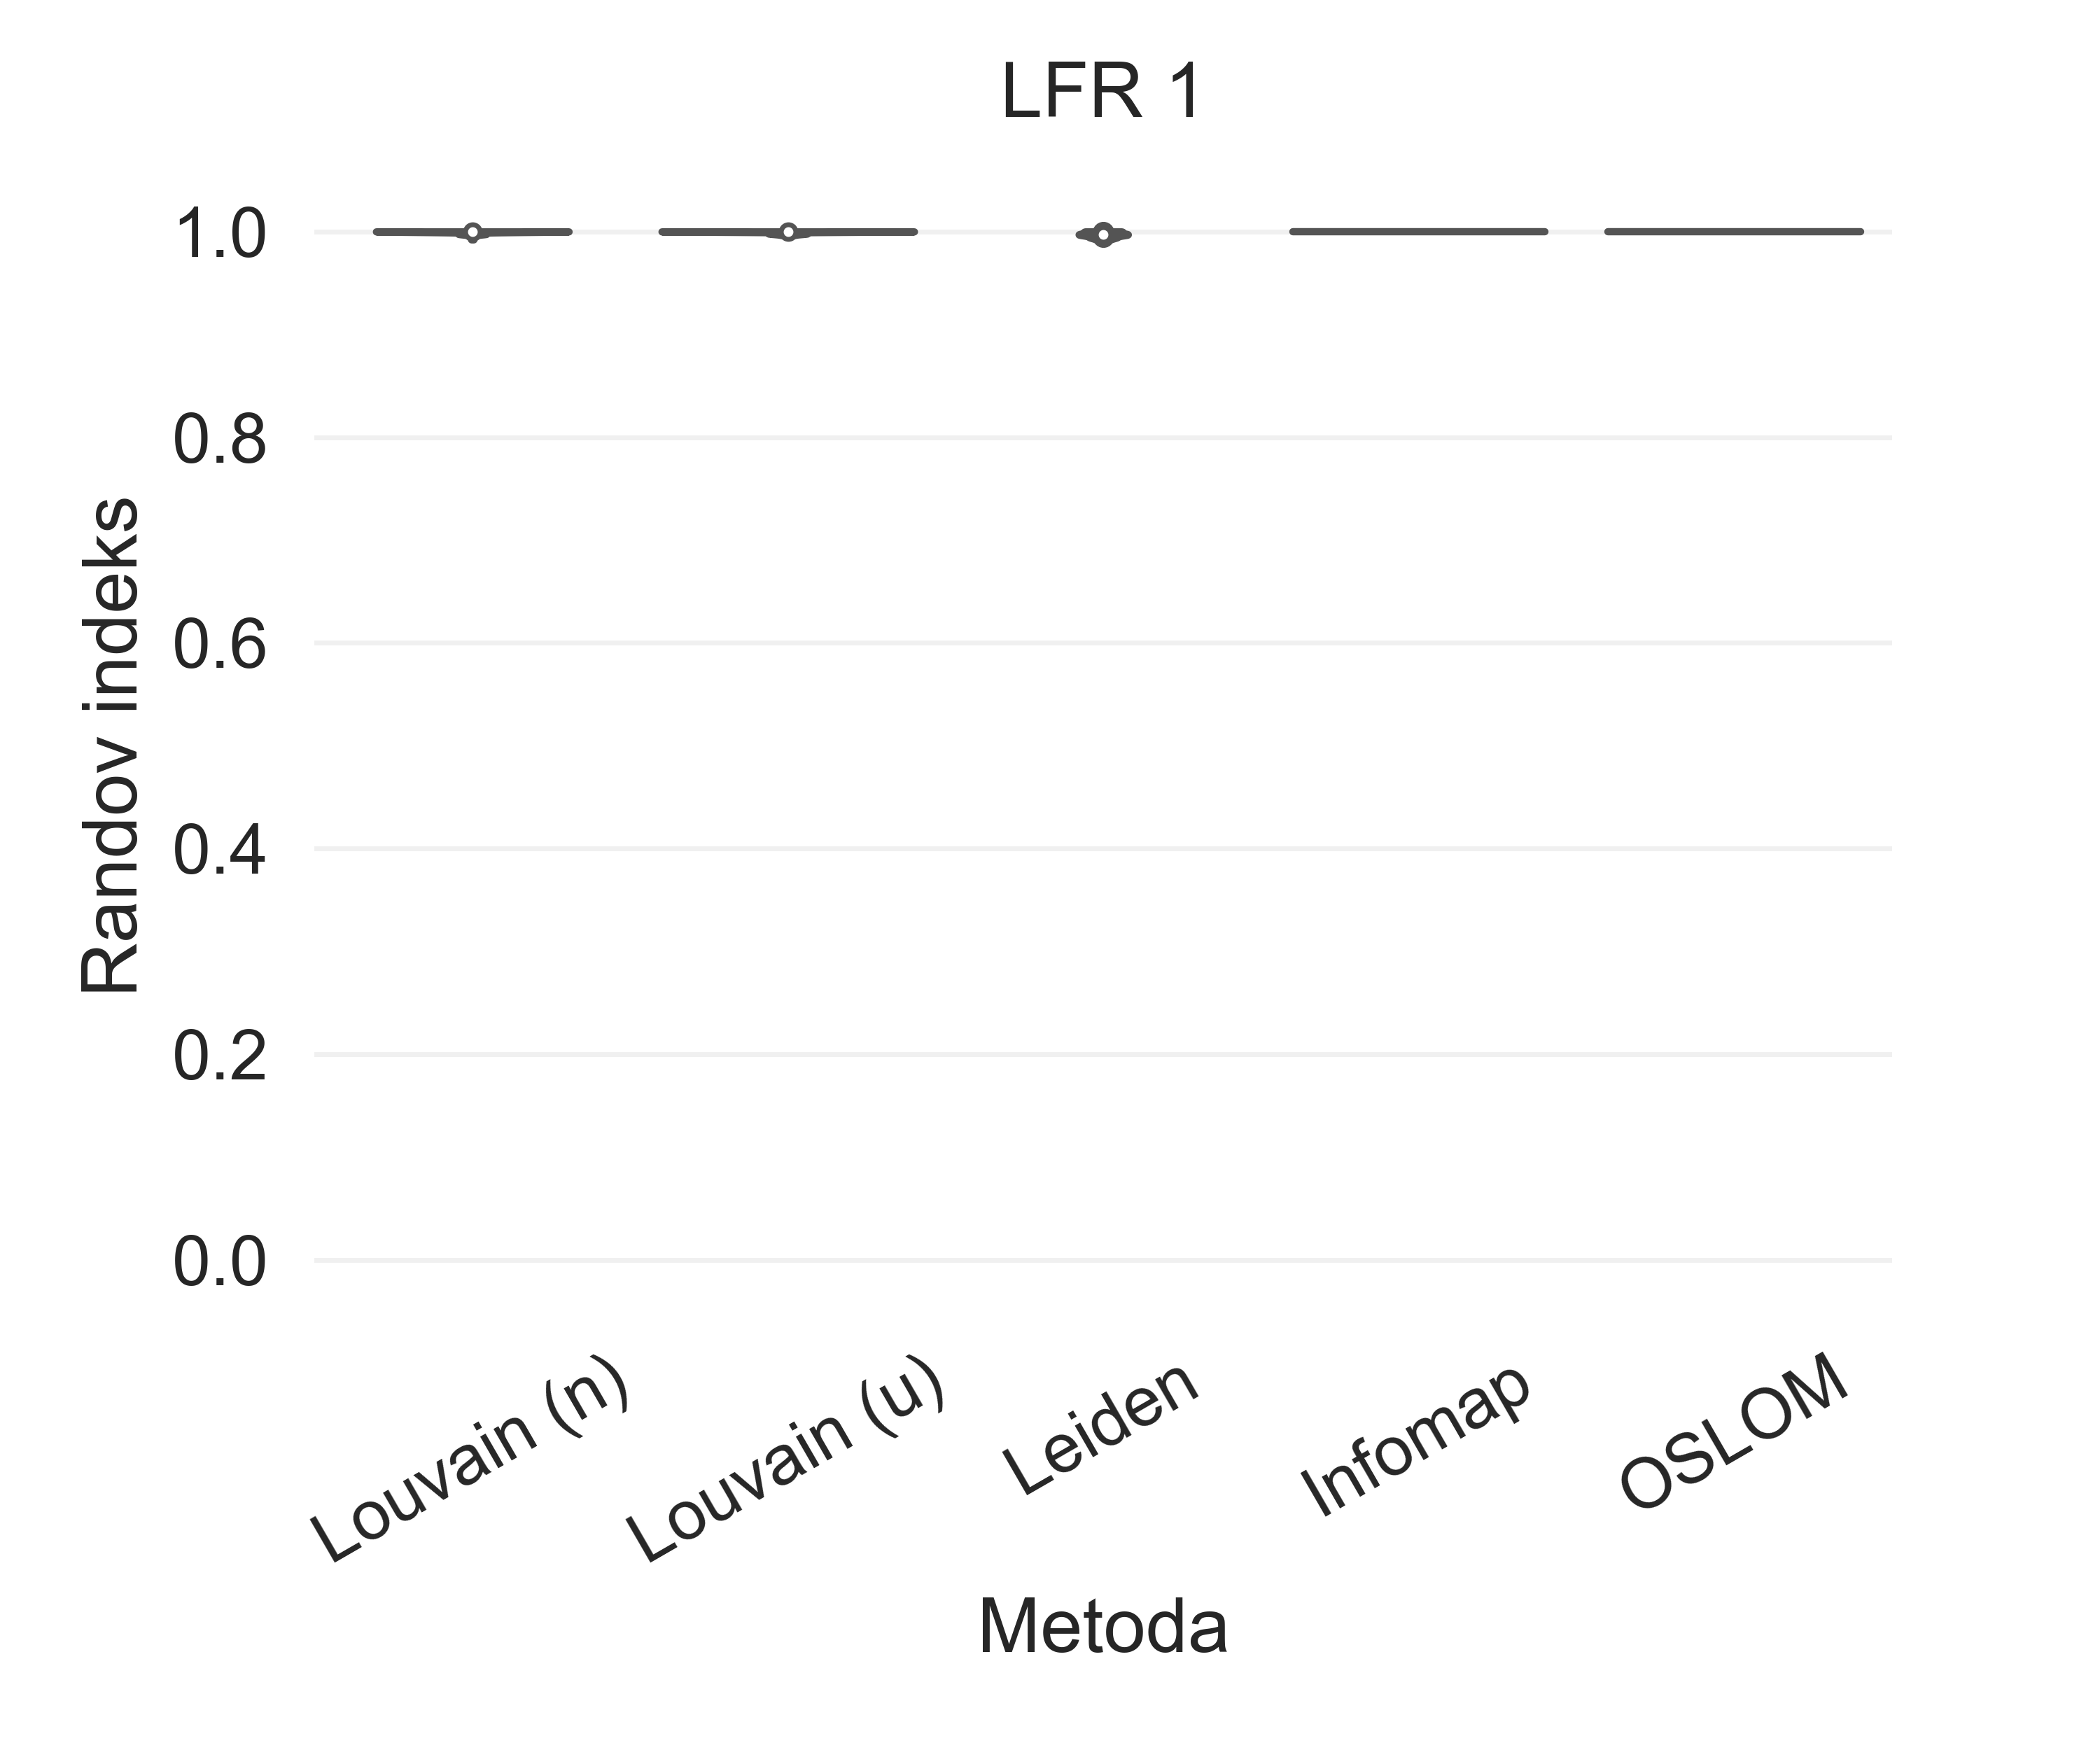 LFR 1
1.0
0.8
0.6
0.4
0.2
0.0
Randov indeks
Louvain (n)
Louvain (u)
Leiden
Infomap
OSLOM
Metoda